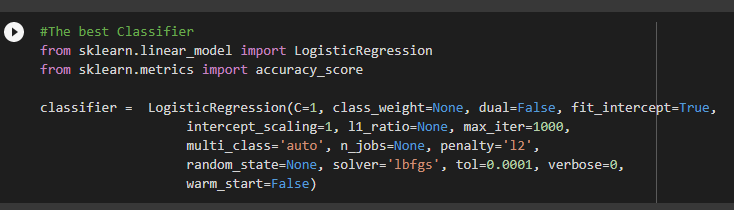 #The best Classifier
from sklearn.linear_model import LogisticRegression
from sklearn.metrics import accuracy_score
classifier =  LogisticRegression(C=1, class_weight=None, dual=False, fit_intercept=True,
intercept_scaling=1, l1_ratio=None, max_iter=1000,
multi_class='auto', n_jobs=None, penalty='l2',
random_state=None, solver='lbfgs', tol=0.0001, verbose=0,
warm_start=False)